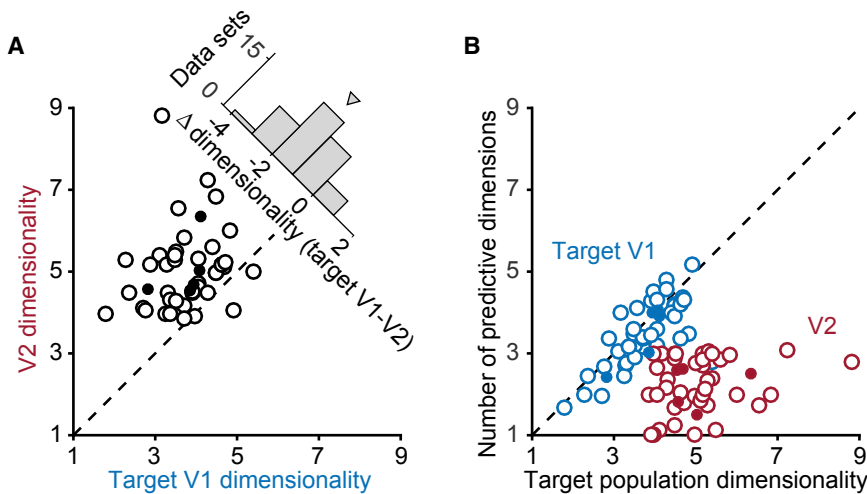 A
Data sets
0
15
-4
-2
0
2
Δ dimensionality (target V1-V2)
9
7
5
3
1
V2 dimensionality
1
3
5
7
9
Target V1 dimensionality
B
9
7
5
3
1
Number of predictive dimensions
Target V1
V2
1
3
5
7
9
Target population dimensionality